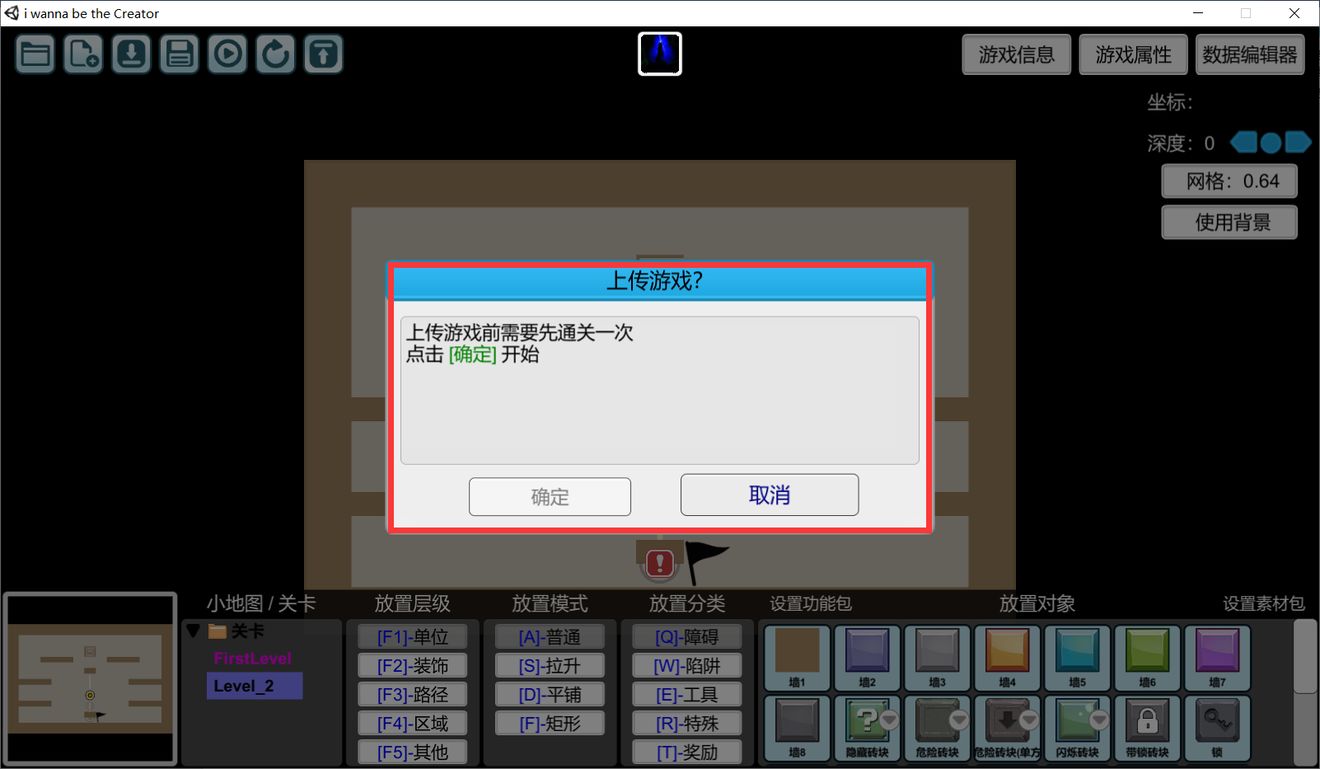 i wanna be the Creator
游戏信息
游戏属性
数据编辑器
坐标:
深度: 0
网格: 0.64
使用背景
上传游戏?
上传游戏前需要先通关一次
点击 [确定] 开始
确定
取消
小地图 / 关卡
放置层级
放置模式
放置分类
设置功能包
放置对象
设置素材包
关卡
FirstLevel
Level_2
[F1]-单位
[F2]-装饰
[F3]-路径
[F4]-区域
[F5]-其他
[A]-普通
[S]-拉升
[D]-平铺
[F]-矩形
[Q]-障碍
[W]-陷阱
[E]-工具
[R]-特殊
[T]-奖励
墙1
墙2
墙3
墙4
墙5
墙6
墙7
墙8
隐藏砖块
危险砖块
危险砖块(单方
闪烁砖块
带锁砖块
锁